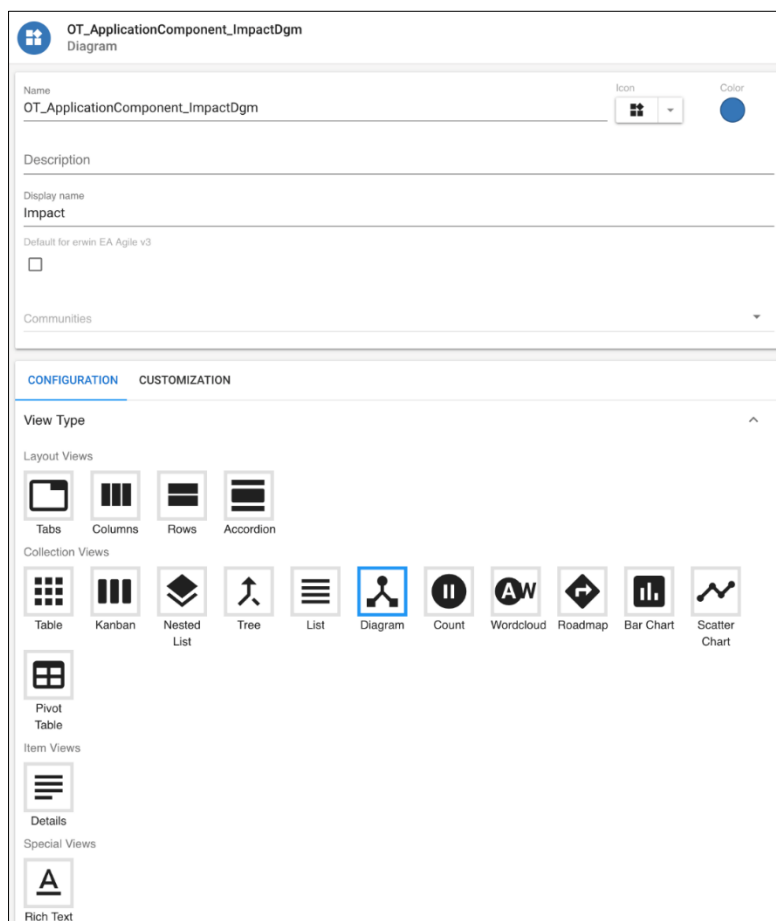 OT_ApplicationComponent_ImpactDgm
Diagram
Name
Icon
Color
OT_ApplicationComponent_ImpactDgm
Description
Display name
Impact
Default for erwin EA Agile v3
Communities
CONFIGURATION CUSTOMIZATION
View Type
Layout Views
Tabs Columns Rows Accordion
Collection Views
AW
Table Kanban Nested List Tree List Diagram Count Wordcloud Roadmap Bar Chart Scatter Chart
Pivot Table
Item Views
Details
Special Views
A
Rich Text